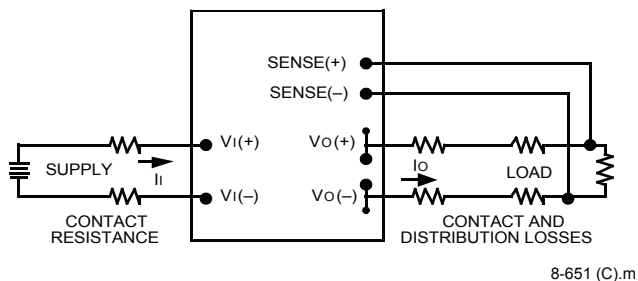 SENSE(+)
SENSE(–)
VI(+)
VO(+)
SUPPLY
II
IO
LOAD
VI(–)
VO(–)
CONTACT
RESISTANCE
CONTACT AND
DISTRIBUTION LOSSES
8-651 (C).m